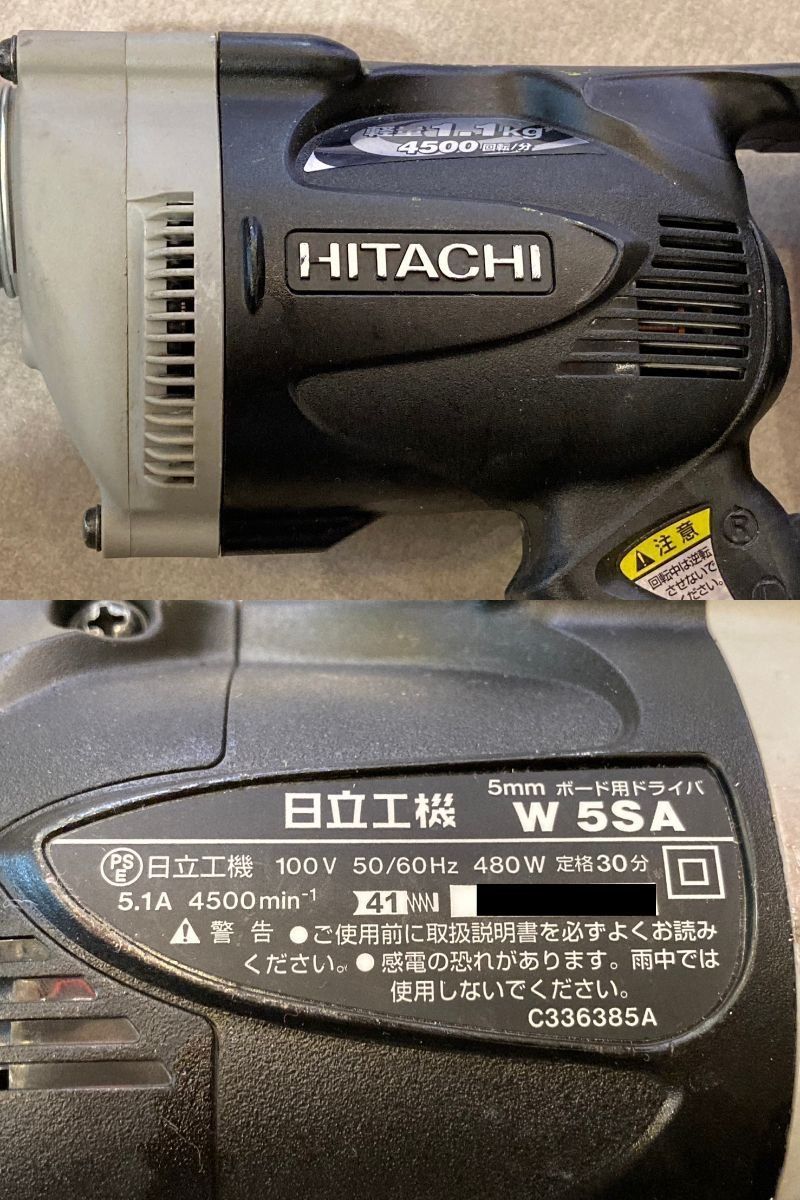 軽量1.1kg
4500回転/分
HITACHI
注意
R
回転中は逆転
させないで
ください。
5mm ボード用ドライバ
日立工機 W 5SA
PSE 日立工機 100V 50/60Hz 480W 定格30分
5.1A 4500min⁻¹ 41
警告 ●ご使用前に取扱説明書を必ずよくお読み
ください。●感電の恐れがあります。雨中では
使用しないでください。
C336385A